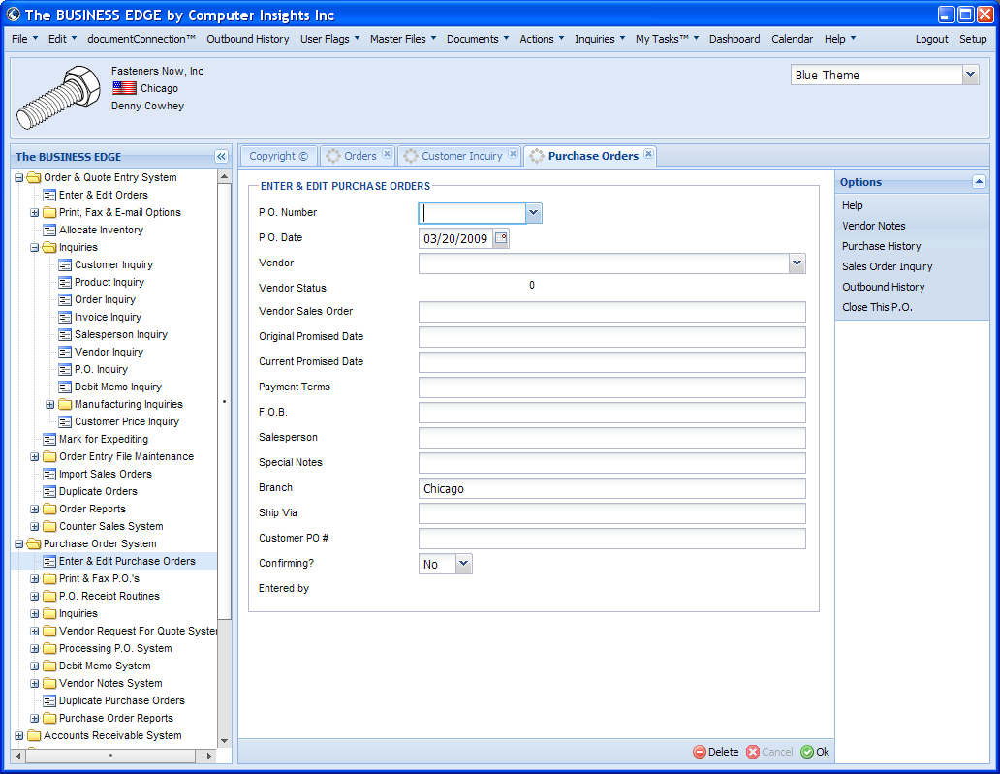 The BUSINESS EDGE by Computer Insights Inc
File Edit documentConnection™ Outbound History User Flags Master Files Documents Actions Inquiries My Tasks™ Dashboard Calendar Help Logout Setup
Fasteners Now, Inc
Chicago
Denny Cowhey
Blue Theme
The BUSINESS EDGE
Order & Quote Entry System
Enter & Edit Orders
Print, Fax & E-mail Options
Allocate Inventory
Inquiries
Customer Inquiry
Product Inquiry
Order Inquiry
Invoice Inquiry
Salesperson Inquiry
Vendor Inquiry
P.O. Inquiry
Debit Memo Inquiry
Manufacturing Inquiries
Customer Price Inquiry
Mark for Expediting
Order Entry File Maintenance
Import Sales Orders
Duplicate Orders
Order Reports
Counter Sales System
Purchase Order System
Enter & Edit Purchase Orders
Print & Fax P.O.'s
P.O. Receipt Routines
Inquiries
Vendor Request For Quote Syster
Processing P.O. System
Debit Memo System
Vendor Notes System
Duplicate Purchase Orders
Purchase Order Reports
Accounts Receivable System
Copyright © Orders Customer Inquiry Purchase Orders
ENTER & EDIT PURCHASE ORDERS
P.O. Number
P.O. Date 03/20/2009
Vendor
Vendor Status 0
Vendor Sales Order
Original Promised Date
Current Promised Date
Payment Terms
F.O.B.
Salesperson
Special Notes
Branch Chicago
Ship Via
Customer PO #
Confirming? No
Entered by
Delete Cancel Ok
Options
Help
Vendor Notes
Purchase History
Sales Order Inquiry
Outbound History
Close This P.O.